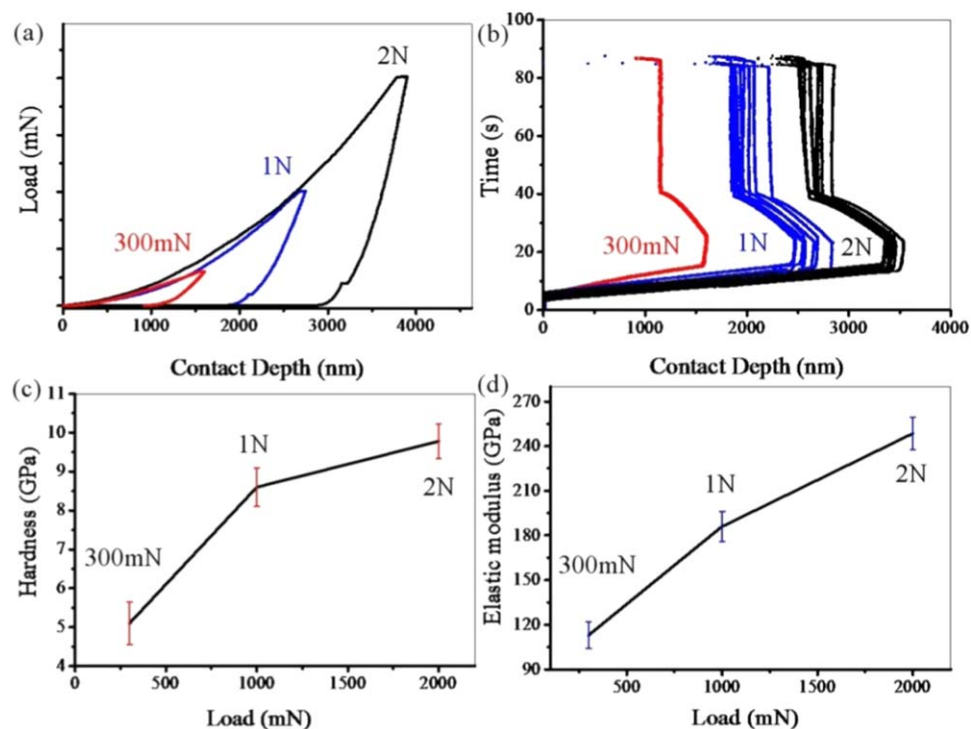 (a)
Load (mN)
2N
1N
300mN
0 1000 2000 3000 4000
Contact Depth (nm)
(b)
Time (s)
100
80
60
40
20
0
300mN 1N 2N
0 1000 2000 3000 4000
Contact Depth (nm)
(c)
Hardness (GPa)
11
10
9
8
7
6
5
4
300mN
1N
2N
0 500 1000 1500 2000
Load (mN)
(d)
Elastic modulus (GPa)
270
240
210
180
150
120
90
300mN
1N
2N
500 1000 1500 2000
Load (mN)